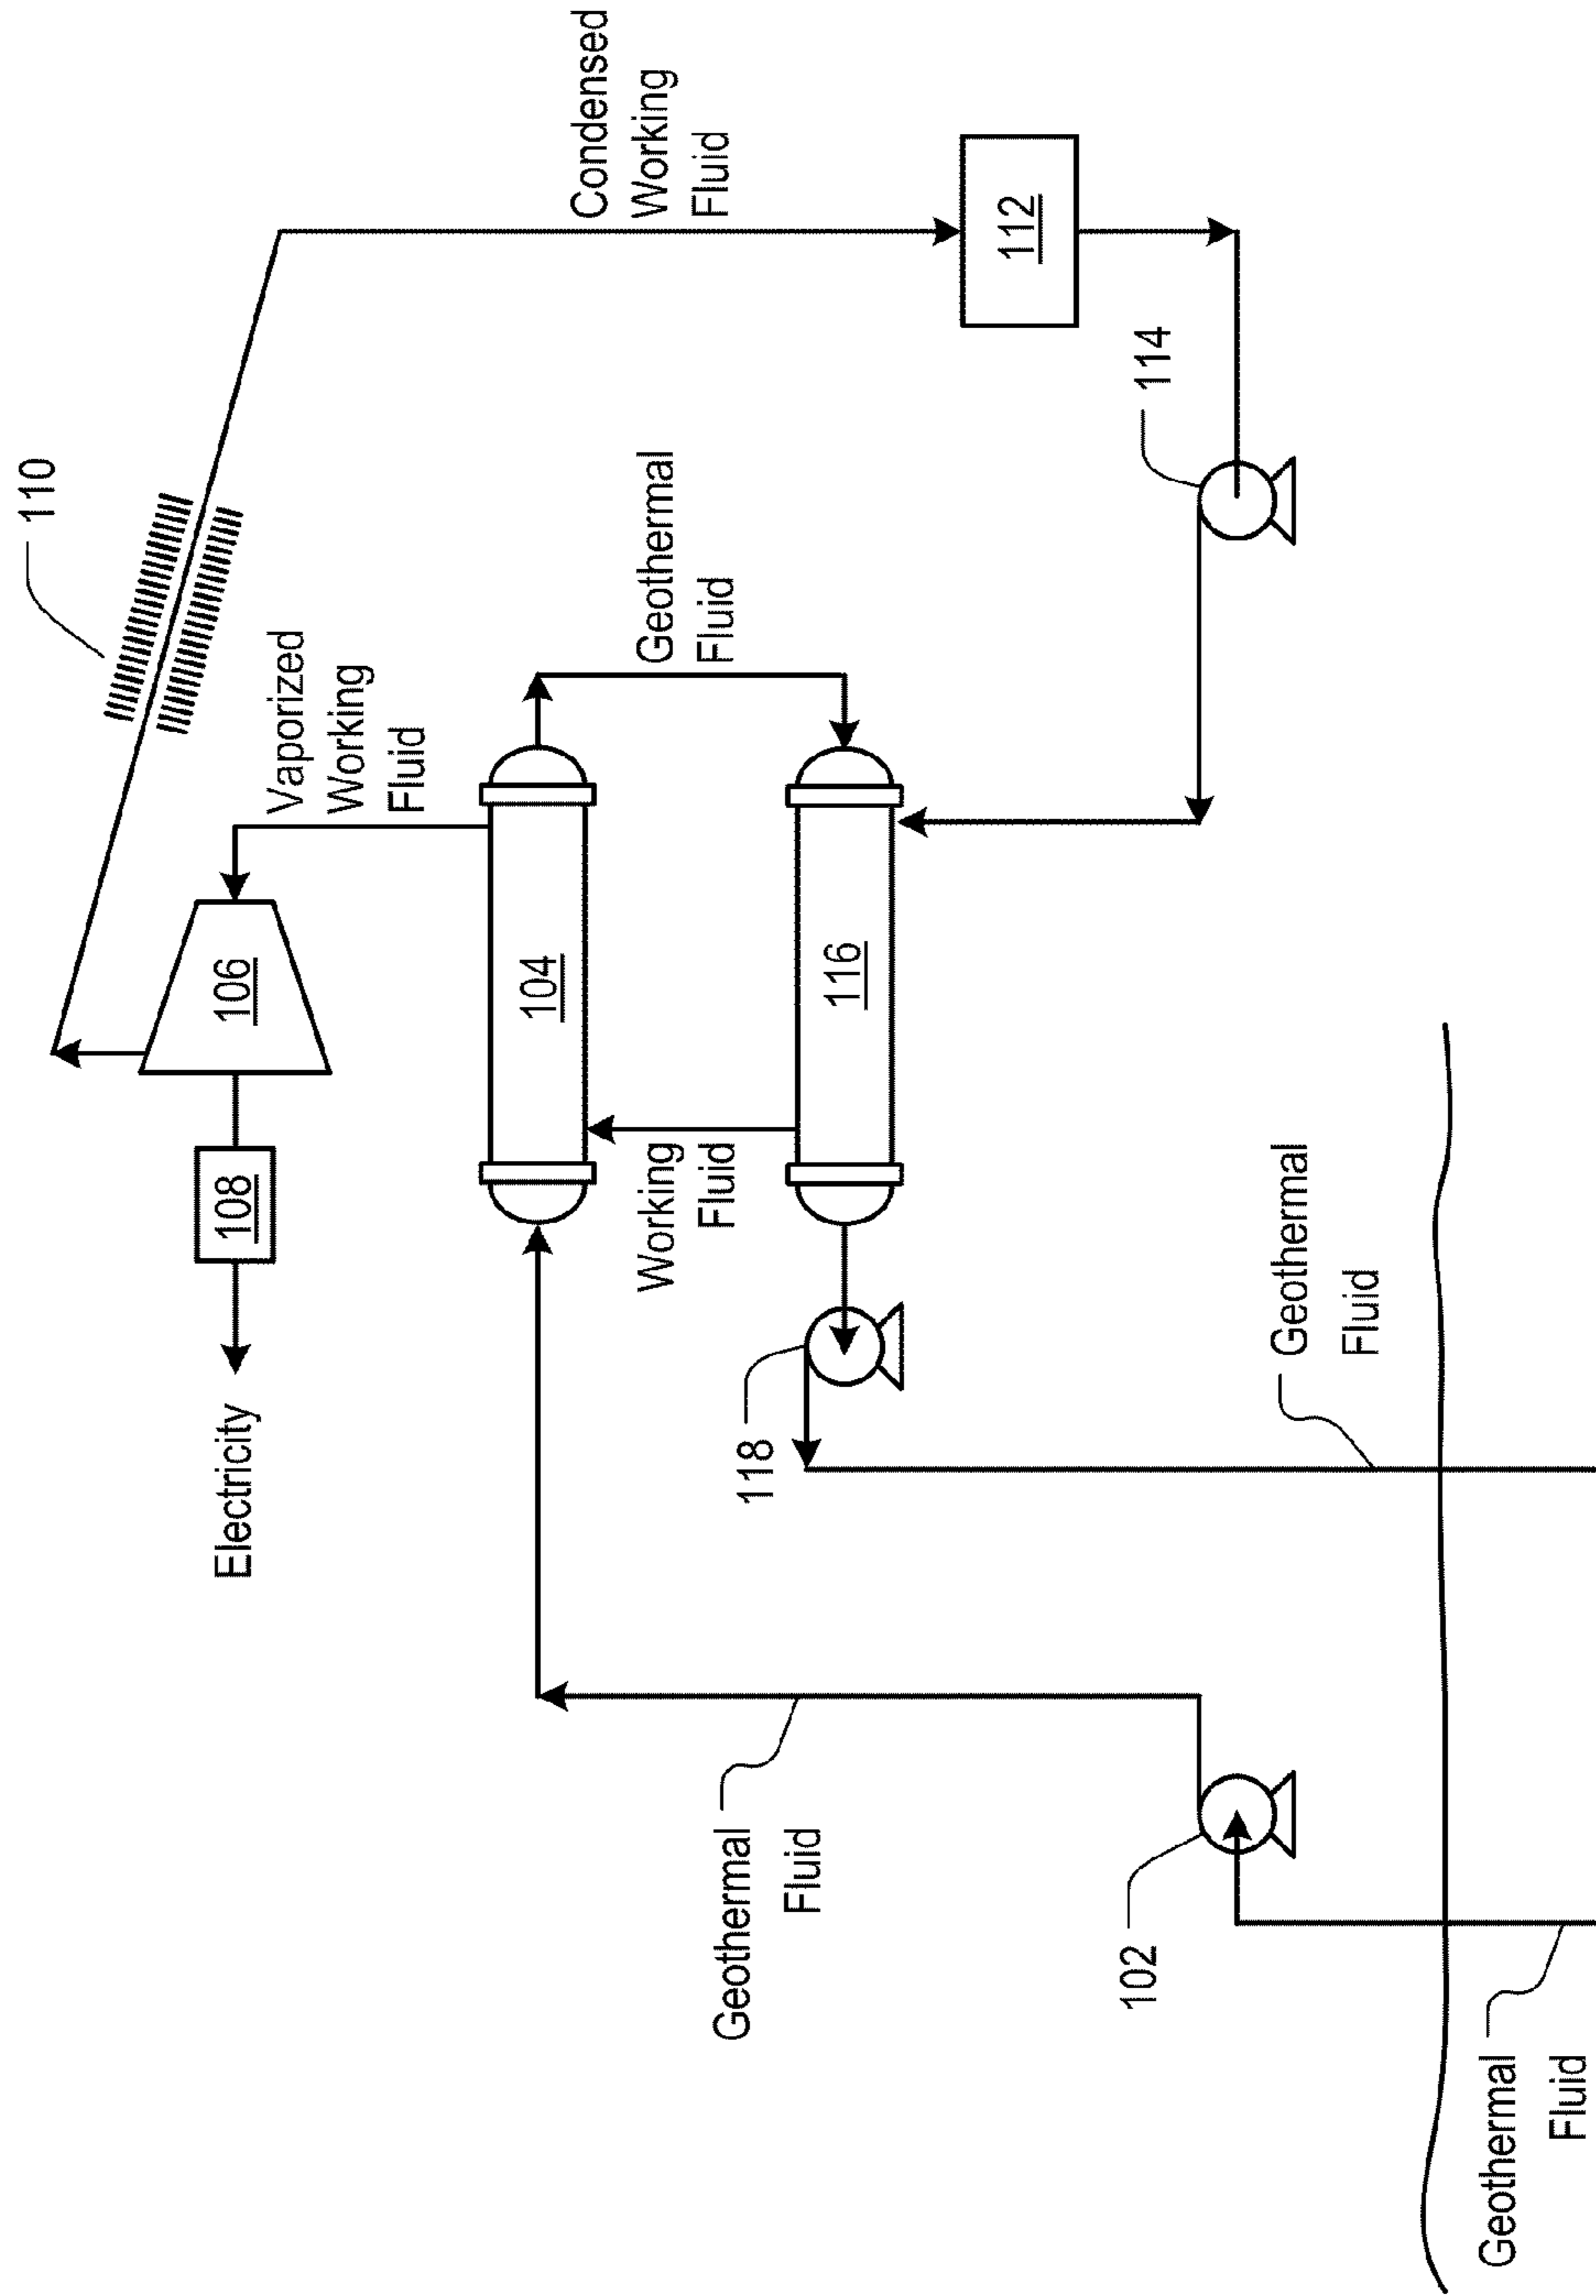 110
Condensed
Working
Fluid
Vaporized
Working
Fluid
106
108
Electricity
104
Geothermal
Fluid
112
Working
Fluid
116
114
118
Geothermal
Fluid
Geothermal
Fluid
102
Geothermal
Fluid